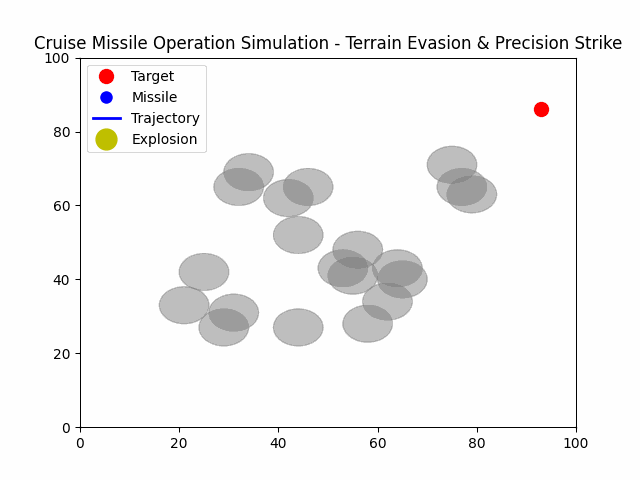 Cruise Missile Operation Simulation - Terrain Evasion & Precision Strike
Target
Missile
Trajectory
Explosion
100
80
60
40
20
0
0 20 40 60 80 100